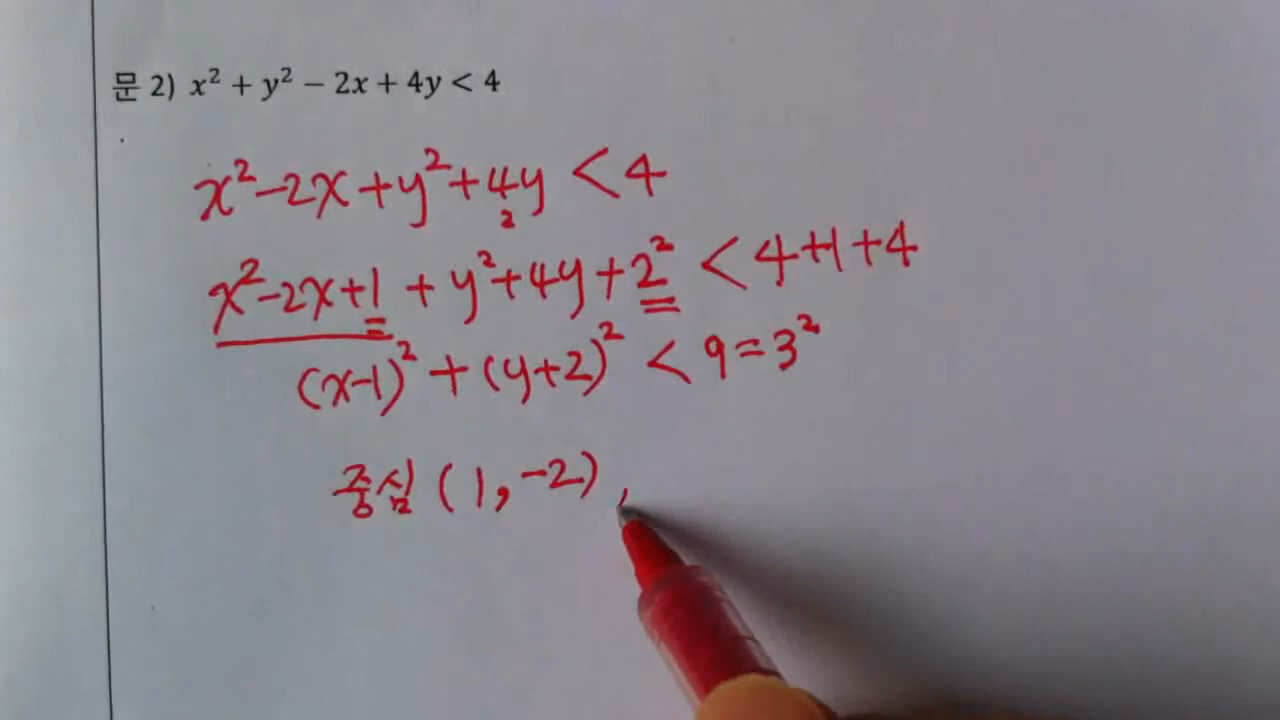 문 2) x² + y² − 2x + 4y < 4
x²-2x+y²+4y < 4
2
x²-2x+1 + y²+4y+2² < 4+1+4
(x-1)² + (y+2)² < 9 = 3²
중심 (1, -2) ,